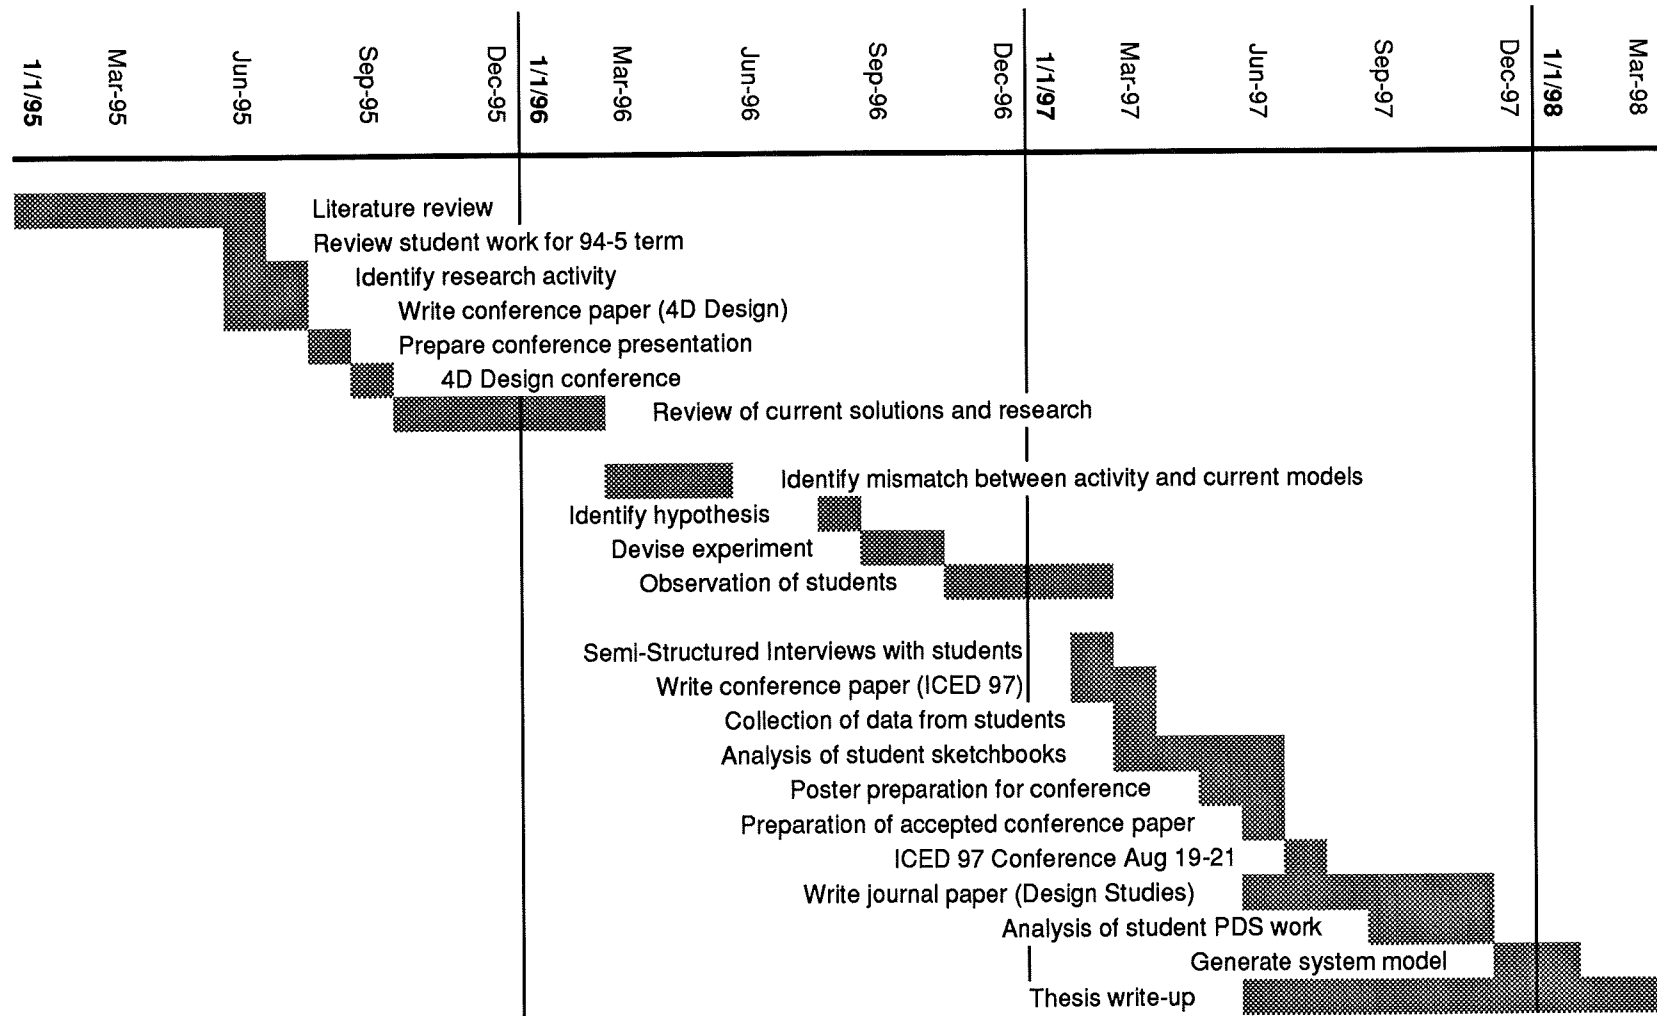 1/1/95
Mar-95
Jun-95
Sep-95
Dec-95
1/1/96
Mar-96
Jun-96
Sep-96
Dec-96
1/1/97
Mar-97
Jun-97
Sep-97
Dec-97
1/1/98
Mar-98
Literature review
Review student work for 94-5 term
Identify research activity
Write conference paper (4D Design)
Prepare conference presentation
4D Design conference
Review of current solutions and research
Identify mismatch between activity and current models
Identify hypothesis
Devise experiment
Observation of students
Semi-Structured Interviews with students
Write conference paper (ICED 97)
Collection of data from students
Analysis of student sketchbooks
Poster preparation for conference
Preparation of accepted conference paper
ICED 97 Conference Aug 19-21
Write journal paper (Design Studies)
Analysis of student PDS work
Generate system model
Thesis write-up